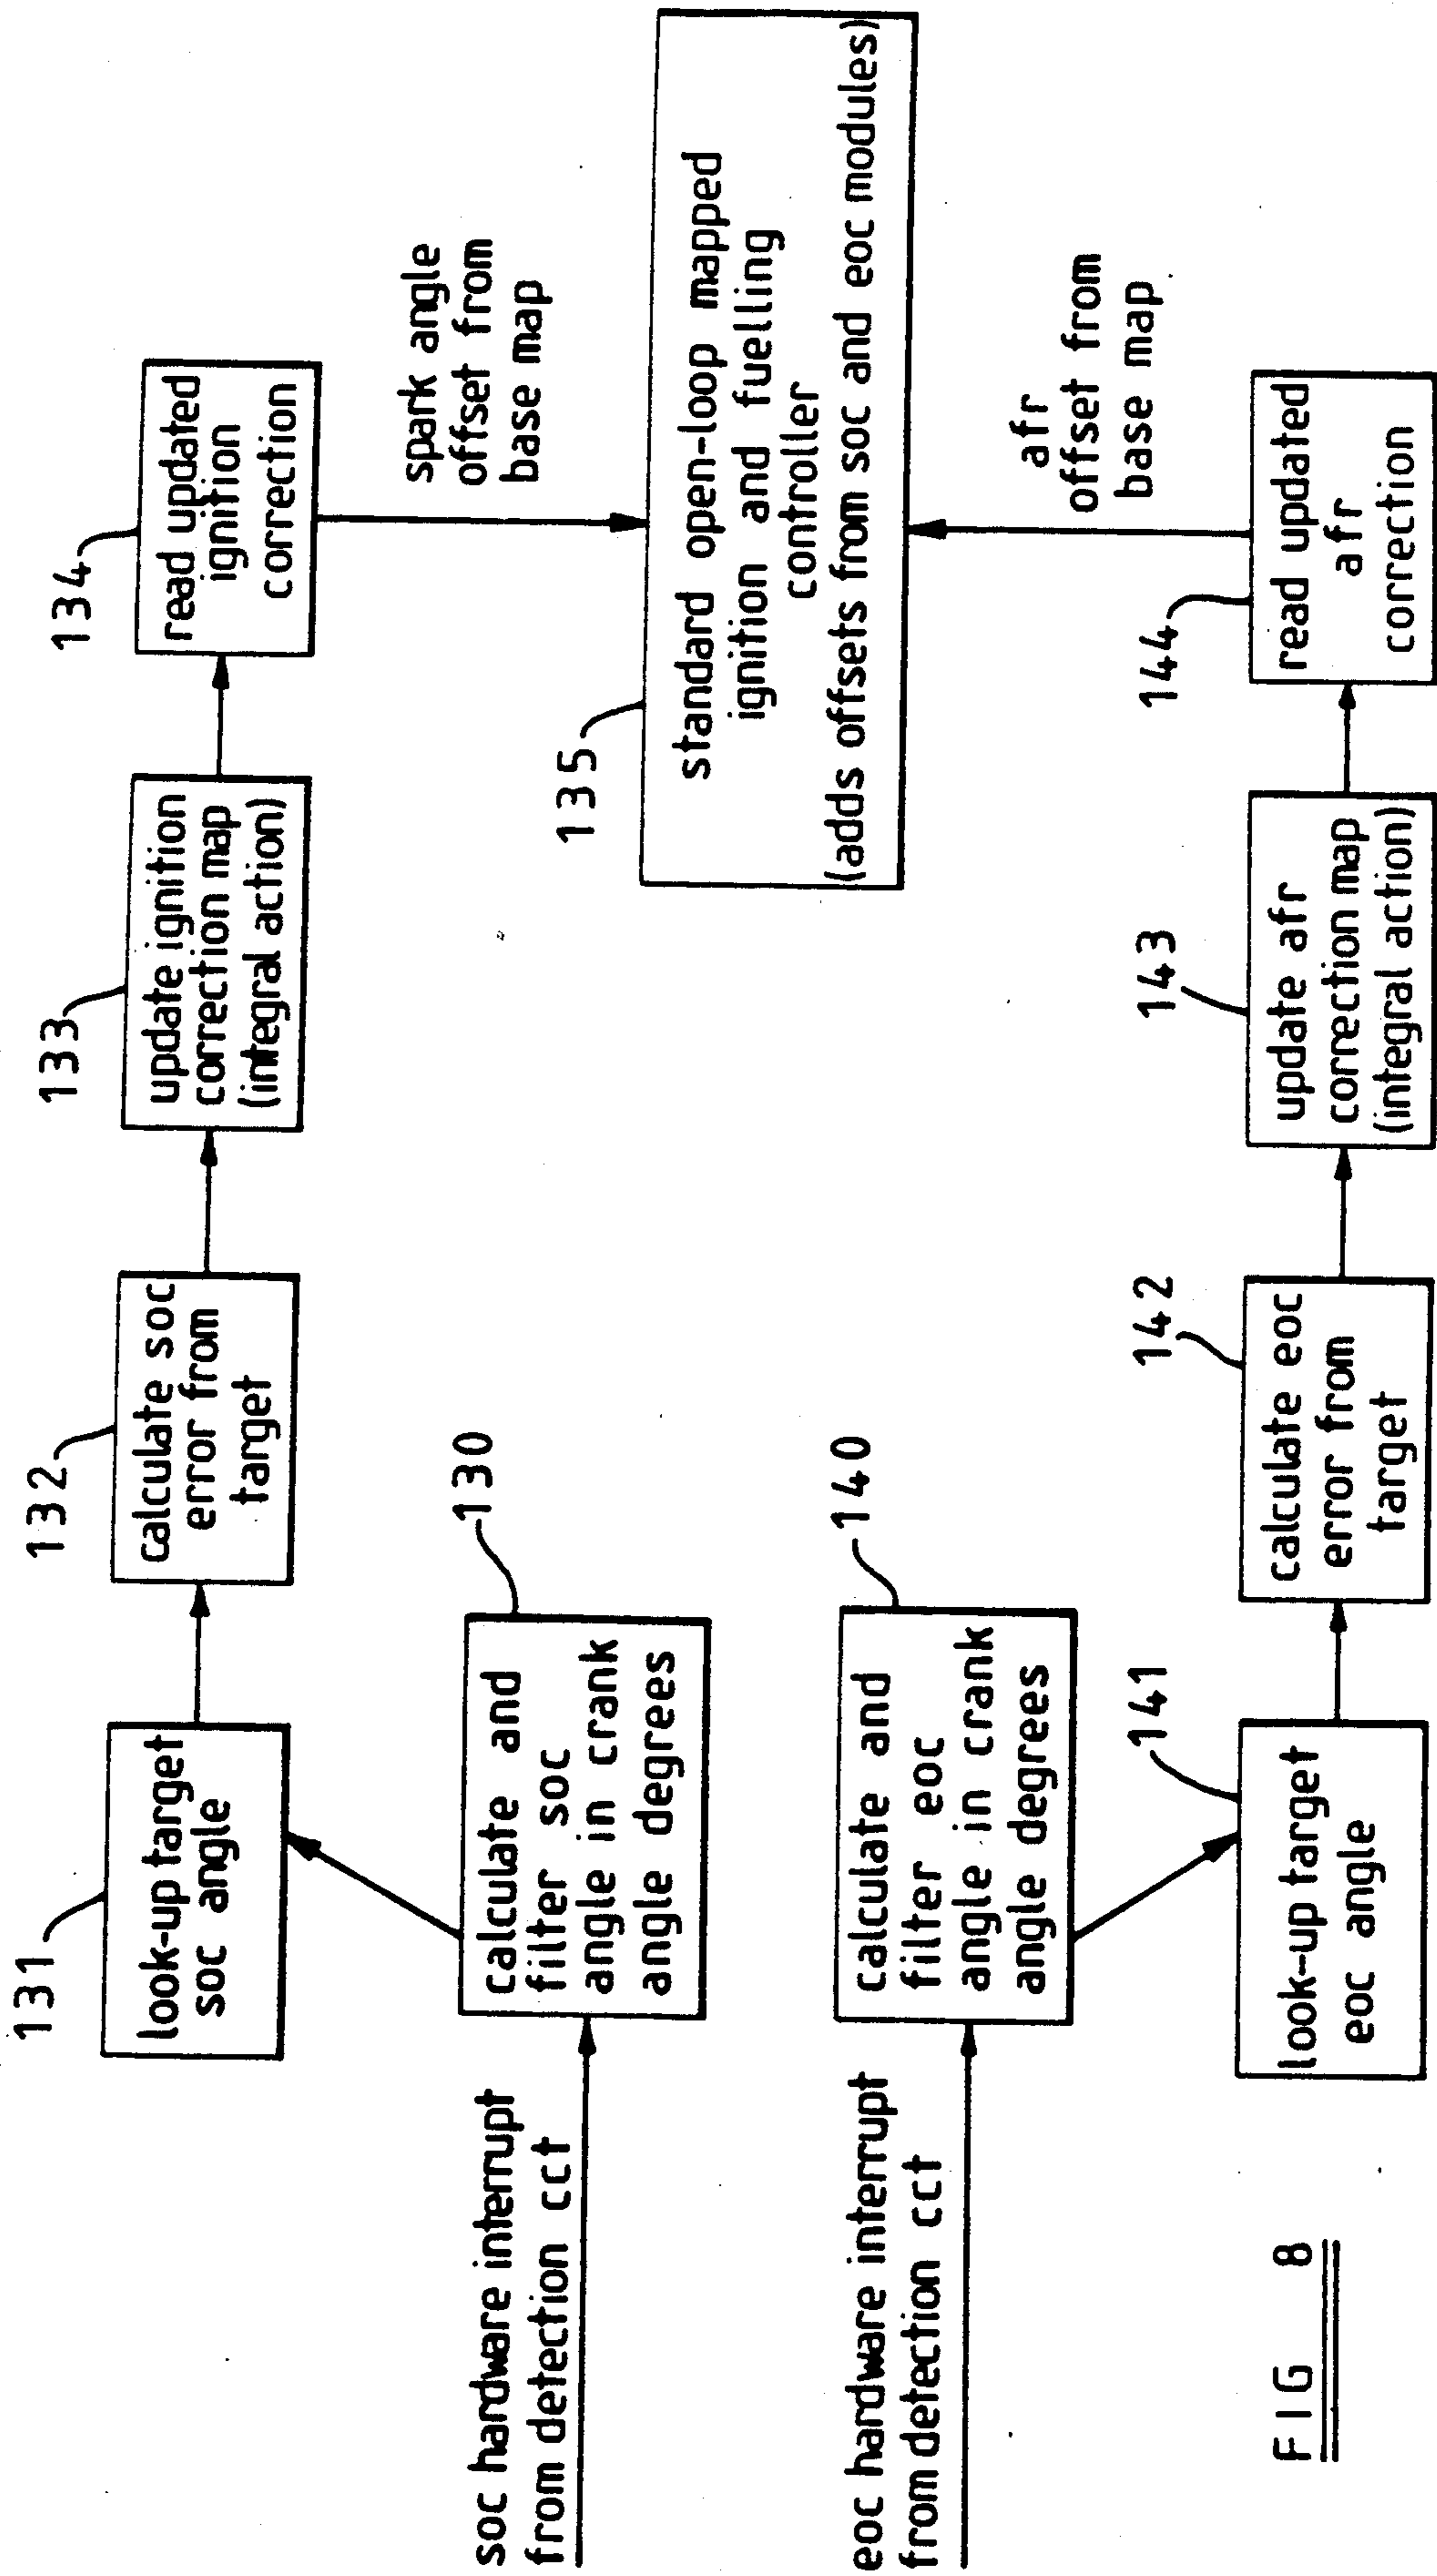 131
look-up target
soc angle
132
calculate soc
error from
target
133
update ignition
correction map
(integral action)
134
read updated
ignition
correction
spark angle
offset from
base map
soc hardware interrupt
from detection cct
130
calculate and
filter soc
angle in crank
angle degrees
135
standard open-loop mapped
ignition and fuelling
controller
(adds offsets from soc and eoc modules)
eoc hardware interrupt
from detection cct
140
calculate and
filter eoc
angle in crank
angle degrees
afr
offset from
base map
141
look-up target
eoc angle
142
calculate eoc
error from
target
143
update afr
correction map
(integral action)
144
read updated
afr
correction
FIG 8